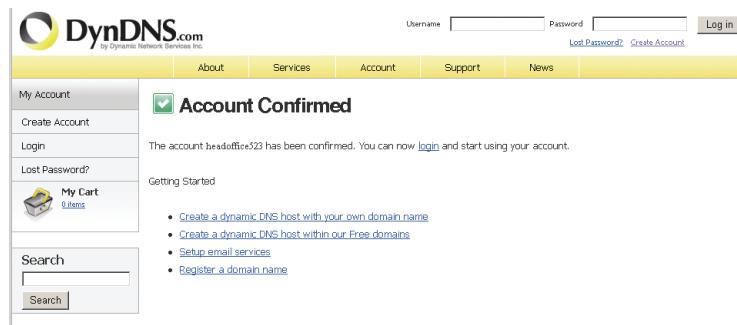 DynDNS.com
by Dynamic Network Services Inc.
Username
Password
Log in
Lost Password? Create Account
About Services Account Support News
My Account
Create Account
Login
Lost Password?
My Cart
0 items
Search
Search
Account Confirmed
The account headoffice523 has been confirmed. You can now login and start using your account.
Getting Started
Create a dynamic DNS host with your own domain name
Create a dynamic DNS host within our Free domains
Setup email services
Register a domain name